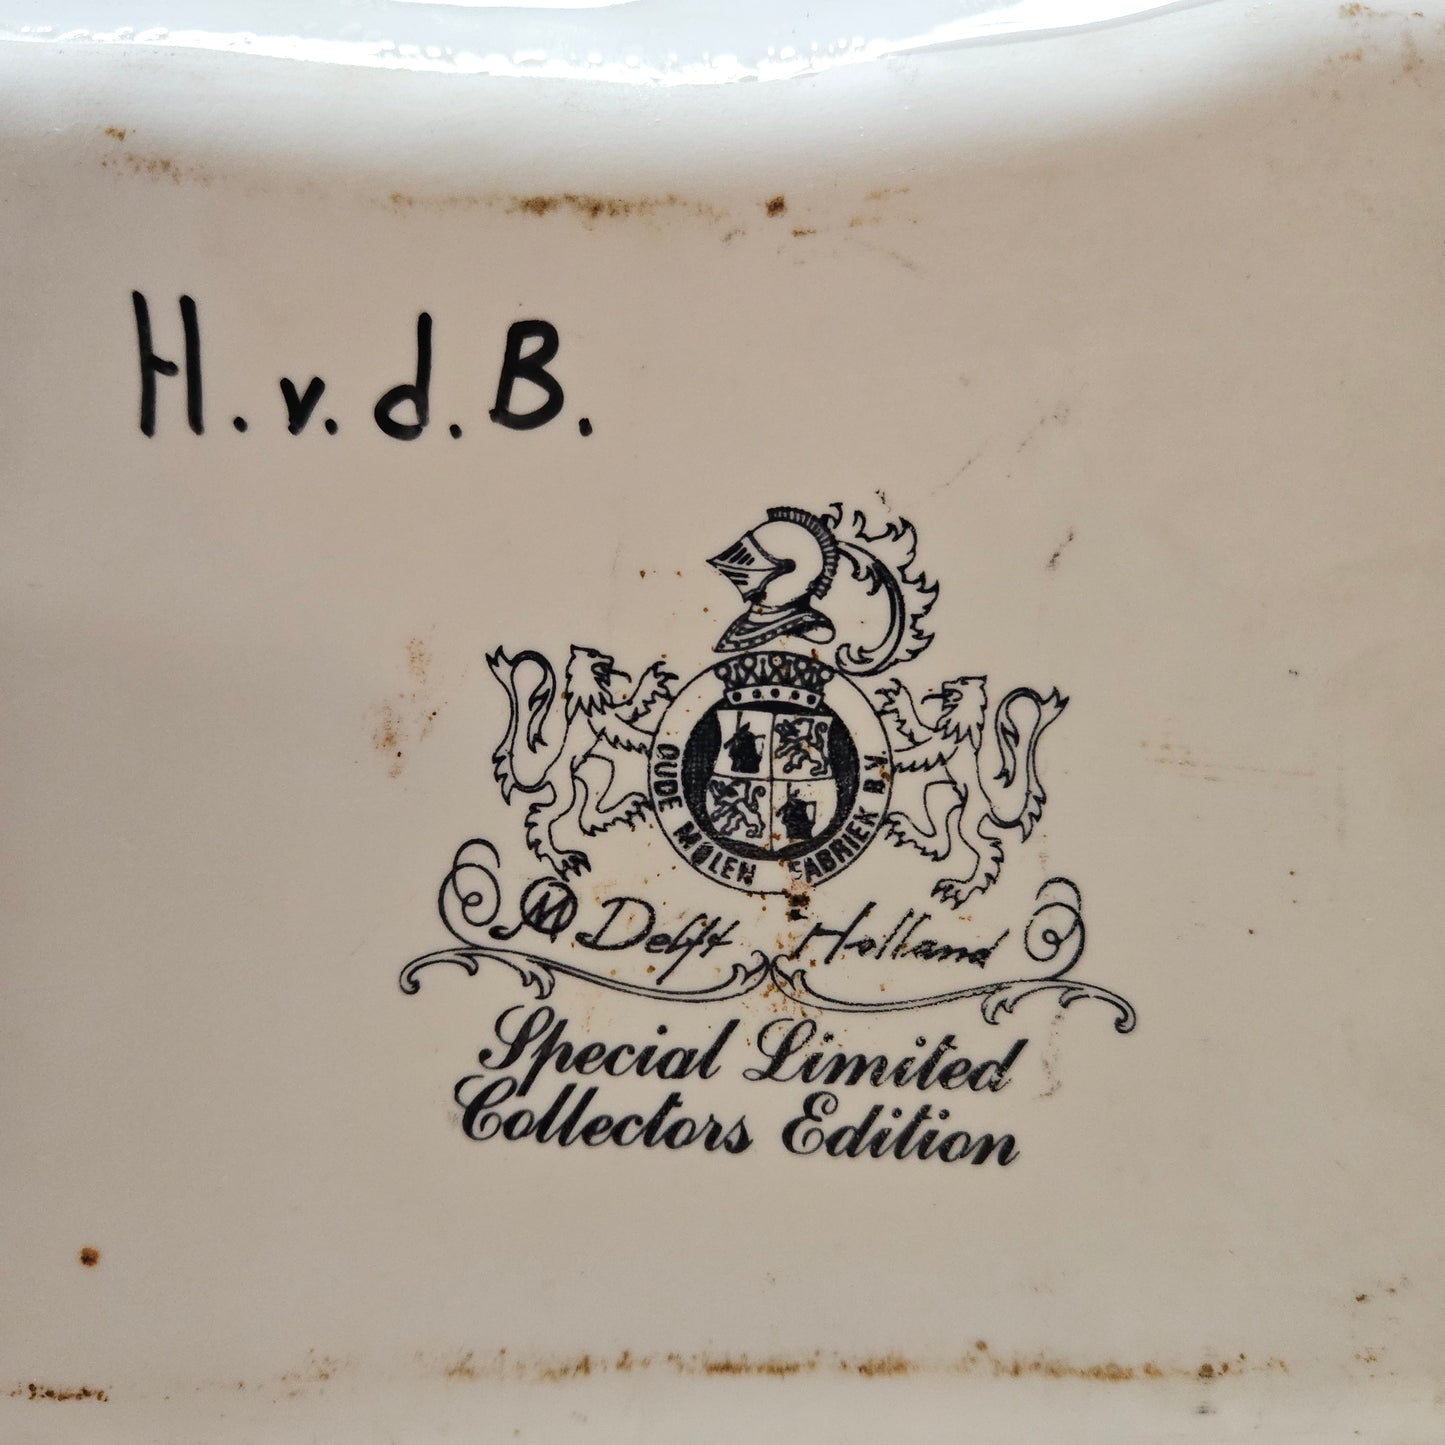 H.v.d.B.
OUDE MOLEN FABRIEK B.K.
M Delft Holland
Special Limited
Collectors Edition